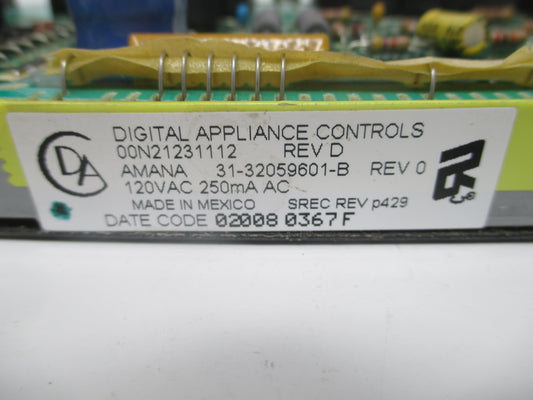 DIGITAL APPLIANCE CONTROLS
00N21231112 REV D
AMANA 31-32059601-B REV 0
120VAC 250mA AC
MADE IN MEXICO SREC REV p429
DATE CODE 02008 0367F
DA